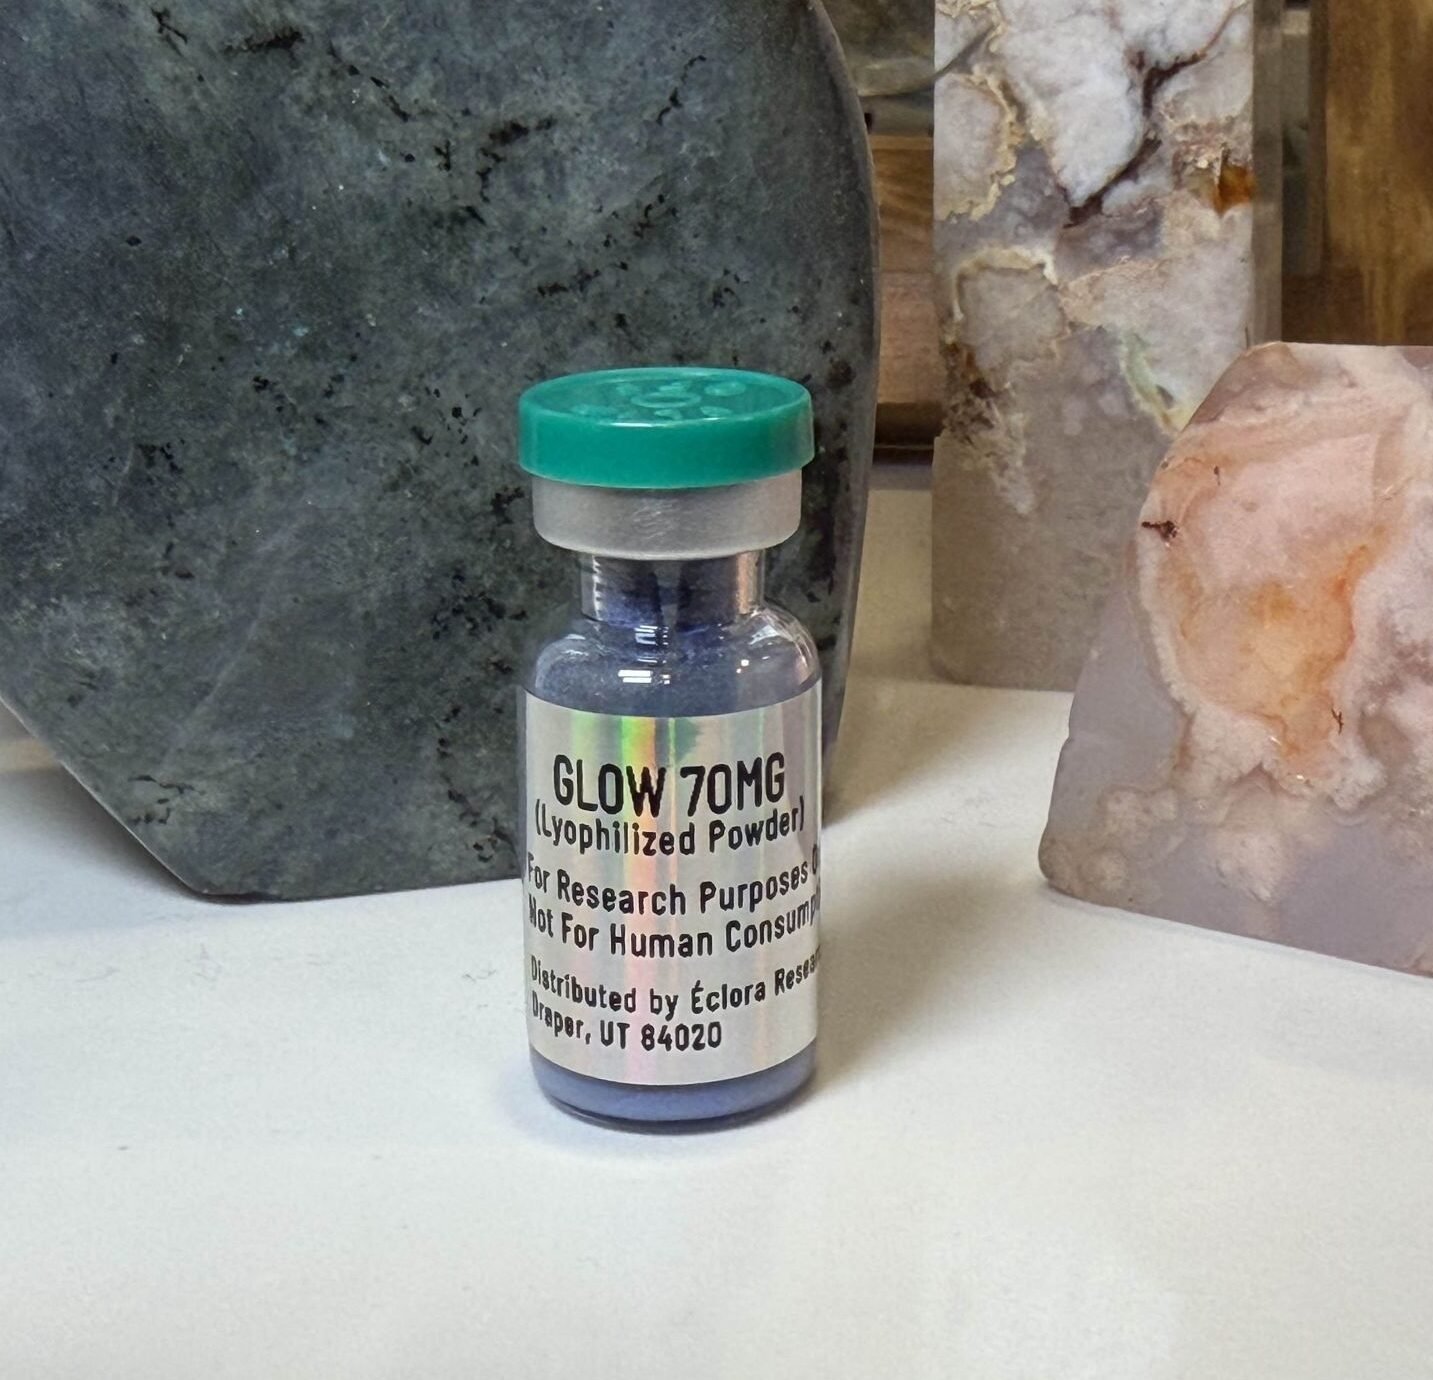 GLOW 70MG
(Lyophilized Powder)
For Research Purposes
Not For Human
Distributed by Éclora
Draper, UT 84020